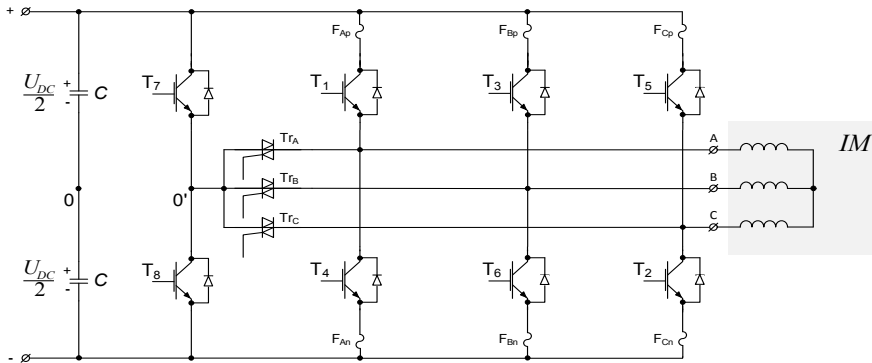 +
F_Ap
F_Bp
F_Cp
U_DC/2
+
-
C
T_7
T_1
T_3
T_5
Tr_A
A
IM
Tr_B
B
0
0'
Tr_C
C
U_DC/2
+
-
C
T_8
T_4
T_6
T_2
F_An
F_Bn
F_Cn
-